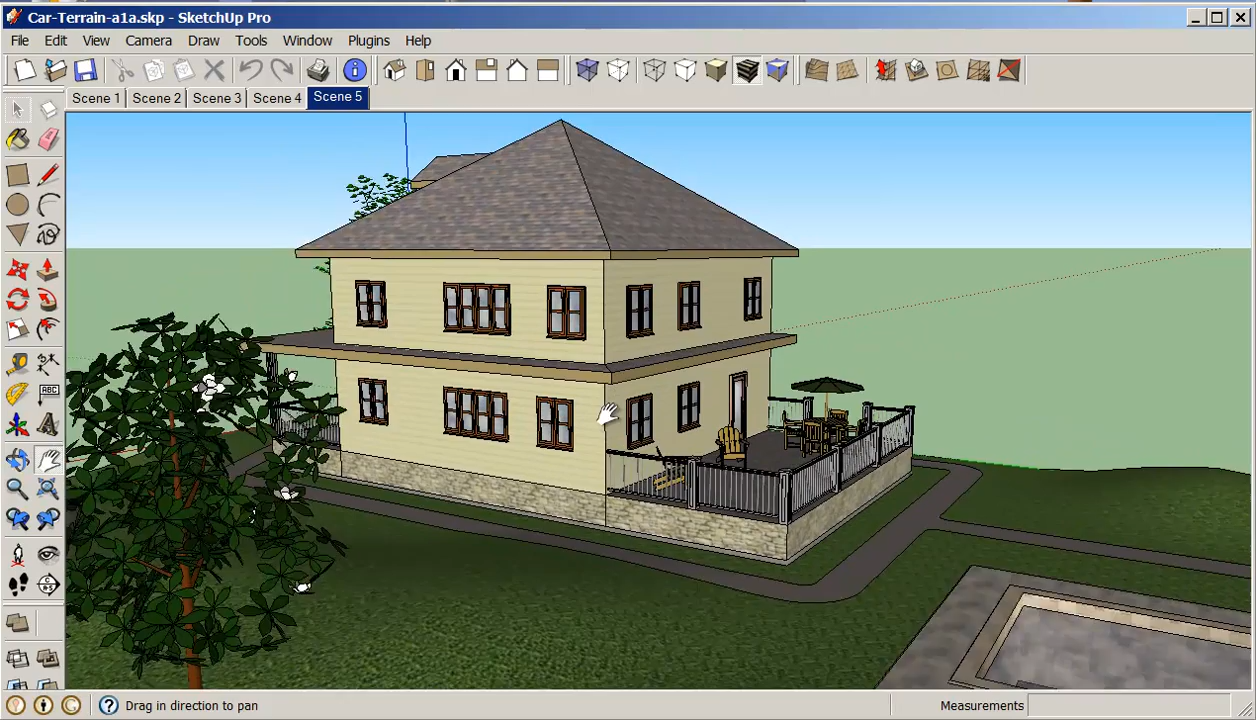 Car-Terrain-a1a.skp - SketchUp Pro
File Edit View Camera Draw Tools Window Plugins Help
Scene 1 Scene 2 Scene 3 Scene 4 Scene 5
ABC
Drag in direction to pan
Measurements